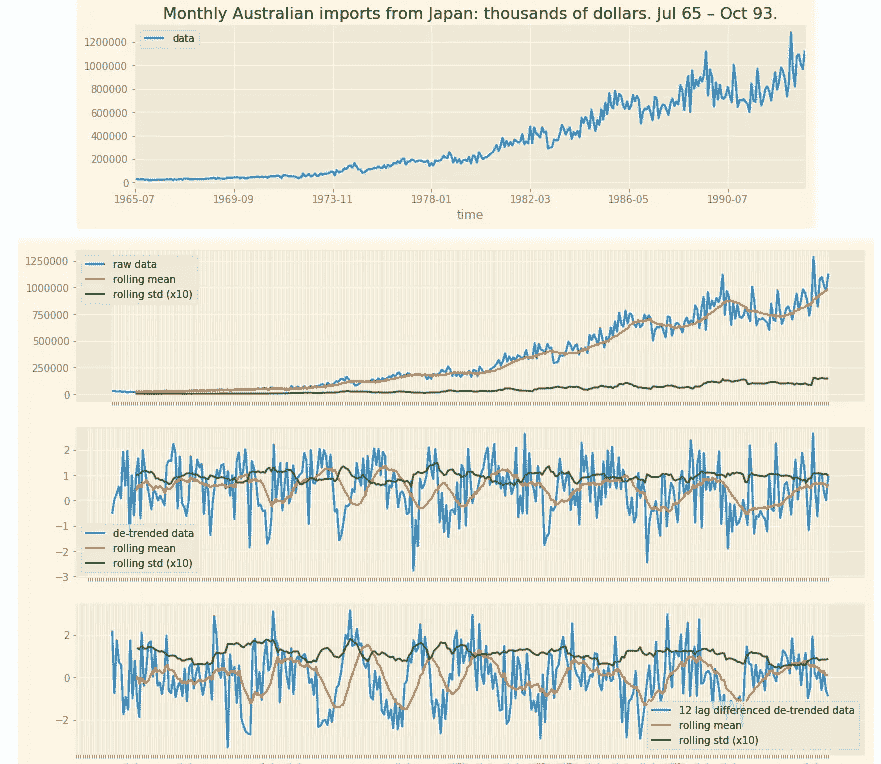 Monthly Australian imports from Japan: thousands of dollars. Jul 65 – Oct 93.
data
1200000
1000000
800000
600000
400000
200000
0
1965-07 1969-09 1973-11 1978-01 1982-03 1986-05 1990-07
time
raw data
rolling mean
rolling std (x10)
1250000
1000000
750000
500000
250000
0
2
1
0
−1
−2
−3
de-trended data
rolling mean
rolling std (x10)
2
0
−2
12 lag differenced de-trended data
rolling mean
rolling std (x10)